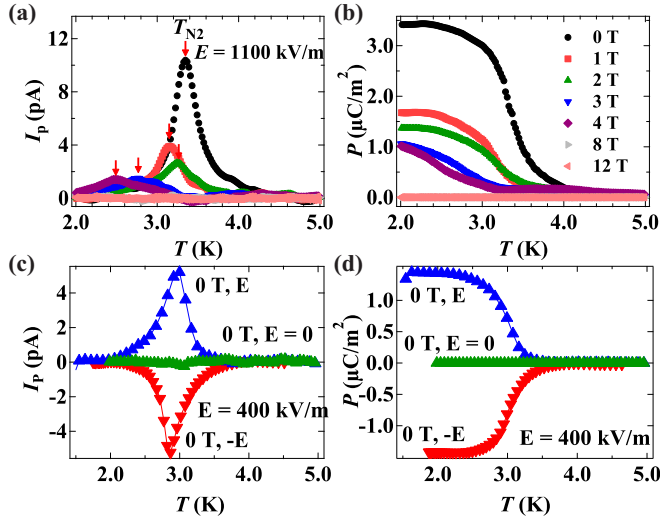 (a)
T_N2
E = 1100 kV/m
12
8
4
0
I_p (pA)
2.0 3.0 4.0 5.0
T (K)
(b)
3.0
2.0
1.0
0.0
P (μC/m²)
0 T
1 T
2 T
3 T
4 T
8 T
12 T
2.0 3.0 4.0 5.0
T (K)
(c)
4
2
0
-2
-4
I_P (pA)
0 T, E
0 T, E = 0
E = 400 kV/m
0 T, -E
2.0 3.0 4.0 5.0
T (K)
(d)
1.0
0.5
0.0
-1.0
P (μC/m²)
0 T, E
0 T, E = 0
0 T, -E
E = 400 kV/m
2.0 3.0 4.0 5.0
T (K)